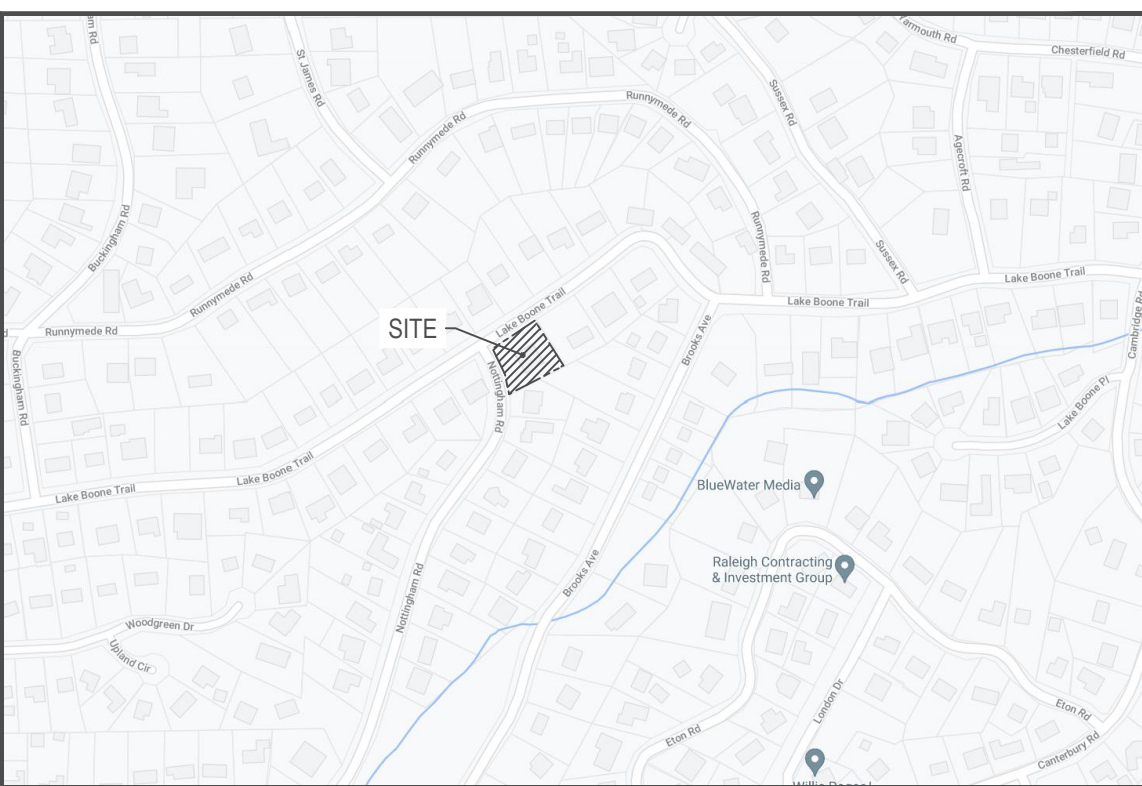 am Rd
Yarmouth Rd
Chesterfield Rd
St James Rd
Sussex Rd
Runnymede Rd
Runnymede Rd
Agecroft Rd
Buckingham Rd
Runnymede Rd
Sussex Rd
Lake Boone Trail
Runnymede Rd
Lake Boone Trail
Lake Boone Trail
Cambridge Rd
d
Runnymede Rd
SITE
Brooks Ave
Buckingham Rd
Nottingham Rd
Lake Boone Pl
Lake Boone Trail
Lake Boone Trail
BlueWater Media
Raleigh Contracting
& Investment Group
Brooks Ave
Nottingham Rd
Woodgreen Dr
Upland Cir
London Dr
Eton Rd
Eton Rd
Canterbury Rd